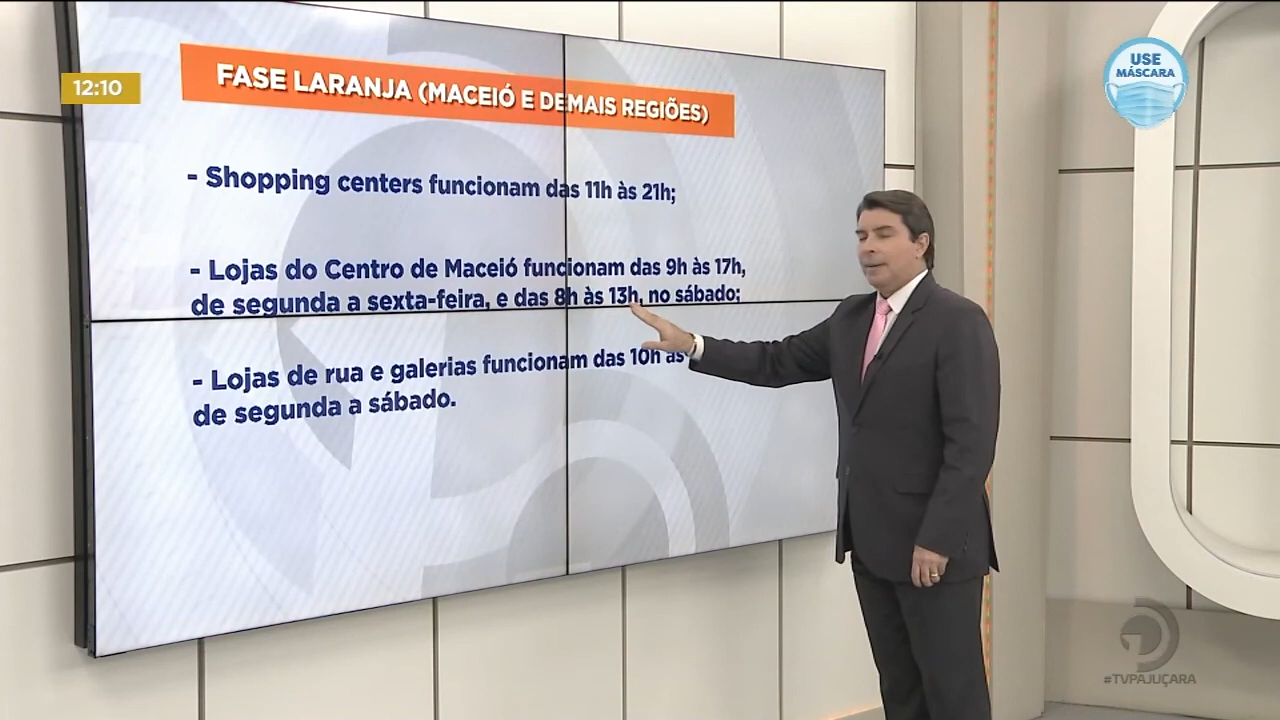 12:10
USE
MÁSCARA
FASE LARANJA (MACEIÓ E DEMAIS REGIÕES)
- Shopping centers funcionam das 11h às 21h;
- Lojas do Centro de Maceió funcionam das 9h às 17h,
de segunda a sexta-feira, e das 8h às 13h, no sábado;
- Lojas de rua e galerias funcionam das 10h às
de segunda a sábado.
#TVPAJUÇARA